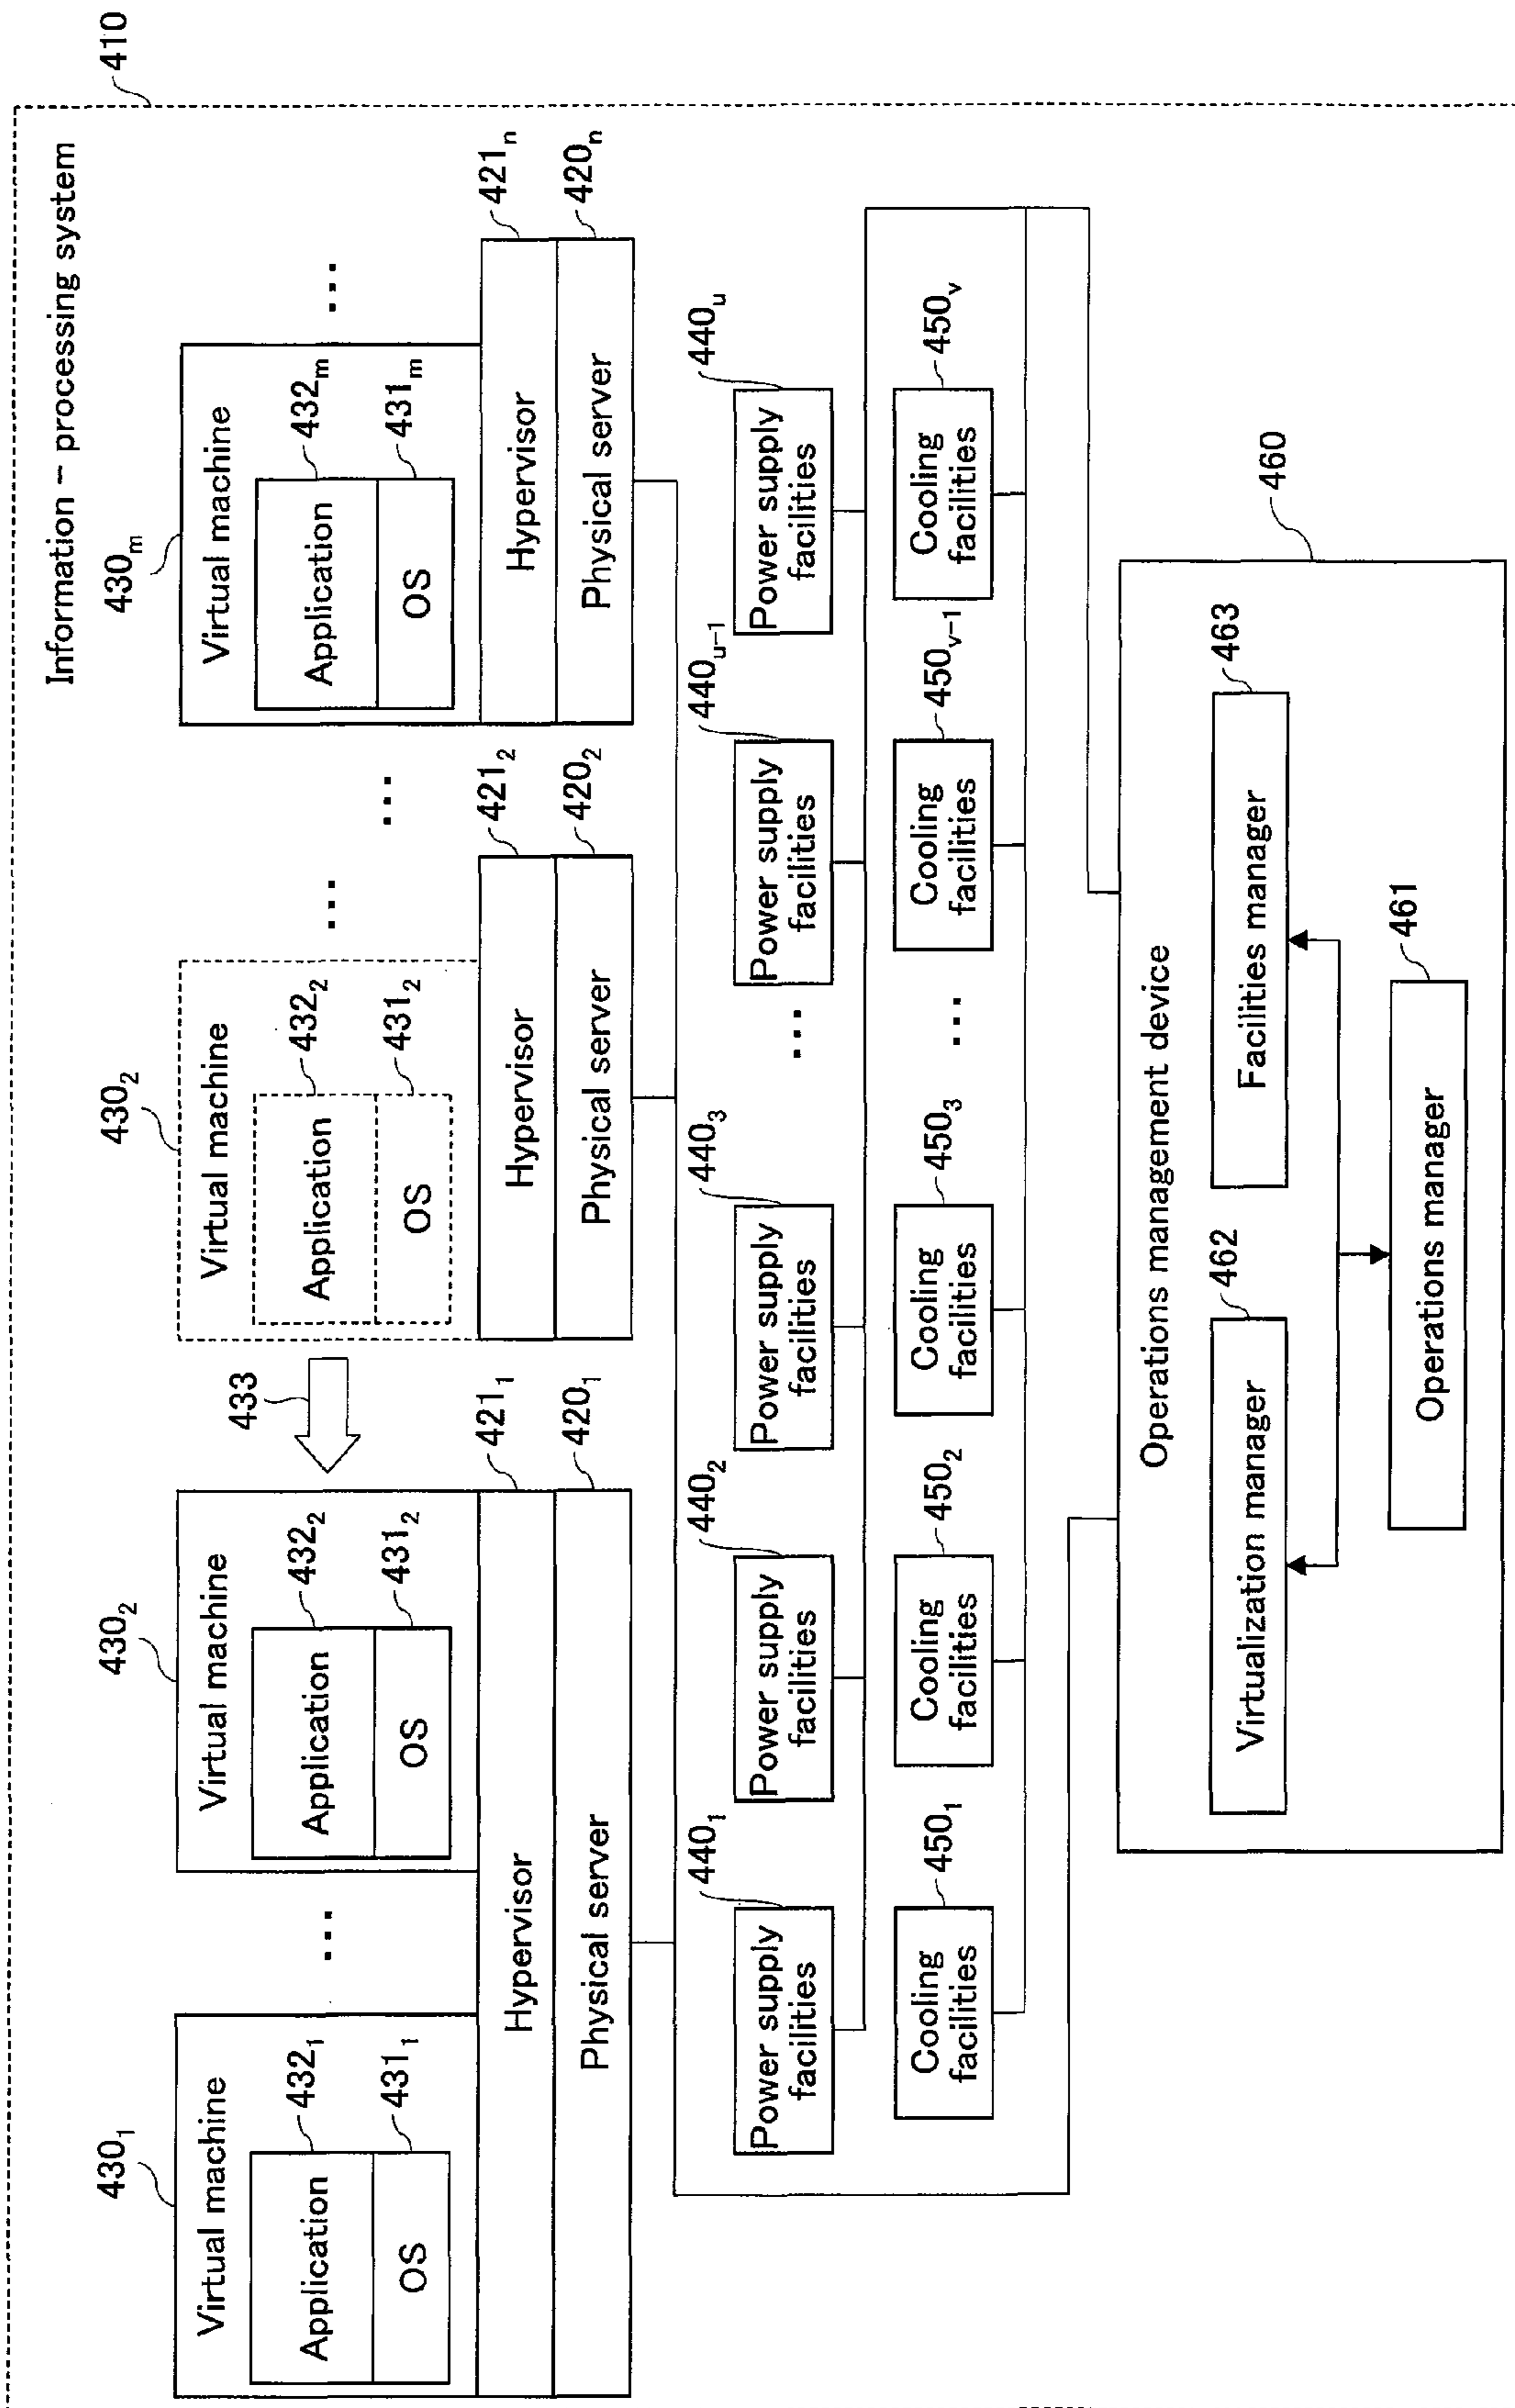 Information – processing system
410
430₁
430₂
430₂
430ₘ
Virtual machine
Virtual machine
433
Virtual machine
Virtual machine
Application
432₁
Application
432₂
Application
432₂
Application
432ₘ
OS
431₁
...
OS
431₂
OS
431₂
...
...
OS
431ₘ
...
Hypervisor
421₁
Hypervisor
421₂
Hypervisor
421ₙ
Physical server
420₁
Physical server
420₂
Physical server
420ₙ
440₁
440₂
440₃
440ᵤ₋₁
440ᵤ
Power supply
facilities
Power supply
facilities
Power supply
facilities
...
Power supply
facilities
Power supply
facilities
450₁
450₂
450₃
450ᵥ₋₁
450ᵥ
Cooling
facilities
Cooling
facilities
Cooling
facilities
...
Cooling
facilities
Cooling
facilities
460
Operations management device
462
463
Virtualization manager
Facilities manager
461
Operations manager